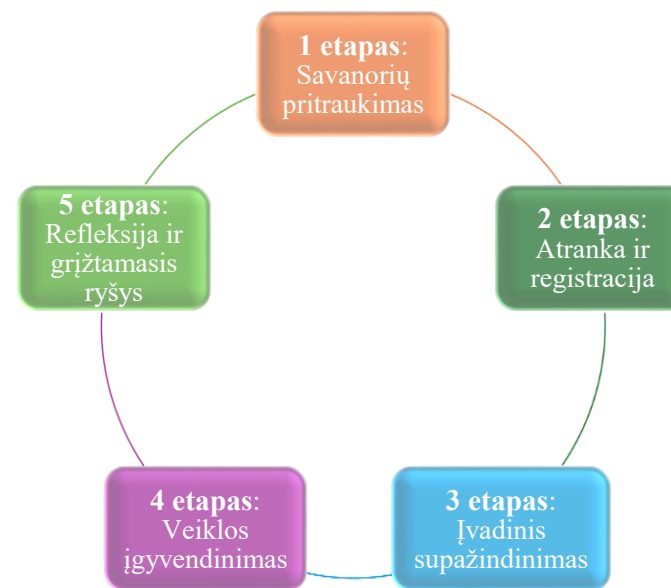 1 etapas:
Savanorių
pritraukimas
2 etapas:
Atranka ir
registracija
3 etapas:
Įvadinis
supažindinimas
4 etapas:
Veiklos
įgyvendinimas
5 etapas:
Refleksija ir
grįžtamasis
ryšys